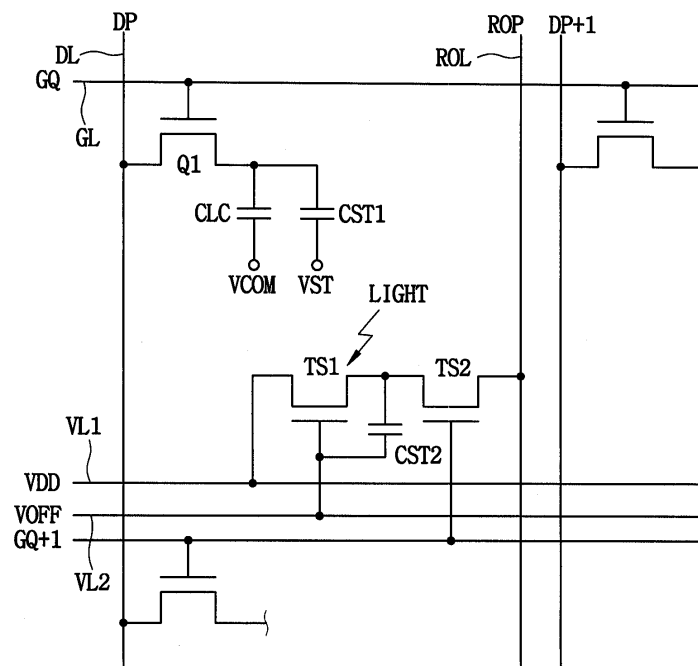 DP
ROP
DP+1
DL
ROL
GQ
GL
Q1
CLC
CST1
VCOM
VST
LIGHT
TS1
TS2
VL1
CST2
VDD
VOFF
GQ+1
VL2